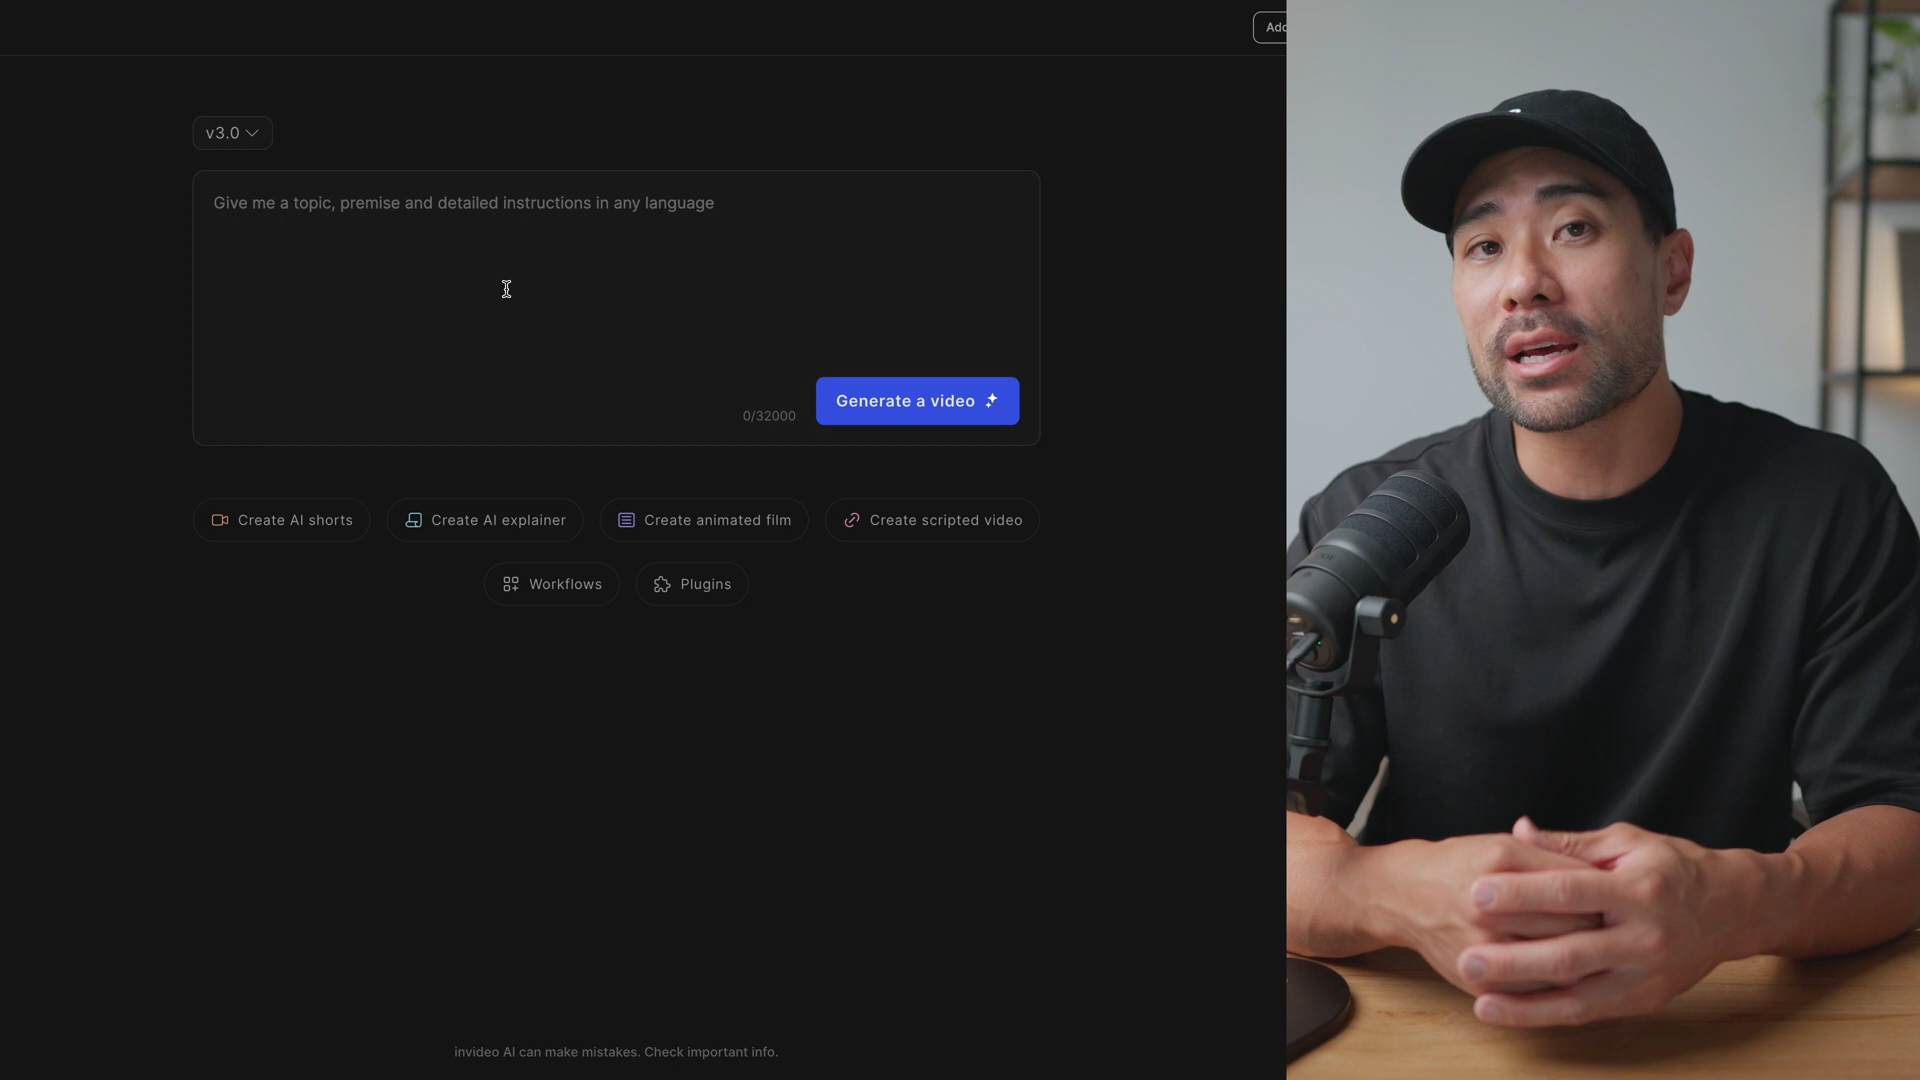 Add
v3.0
Give me a topic, premise and detailed instructions in any language
0/32000
Generate a video
Create AI shorts
Create AI explainer
Create animated film
Create scripted video
Workflows
Plugins
invideo AI can make mistakes. Check important info.